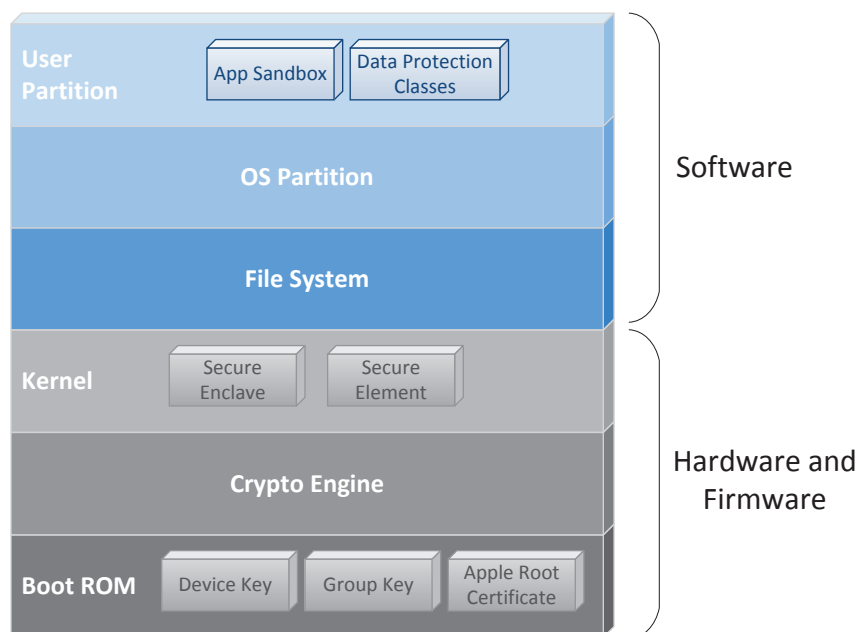 User
Partition
App Sandbox
Data Protection
Classes
OS Partition
File System
Software
Kernel
Secure
Enclave
Secure
Element
Crypto Engine
Boot ROM
Device Key
Group Key
Apple Root
Certificate
Hardware and
Firmware